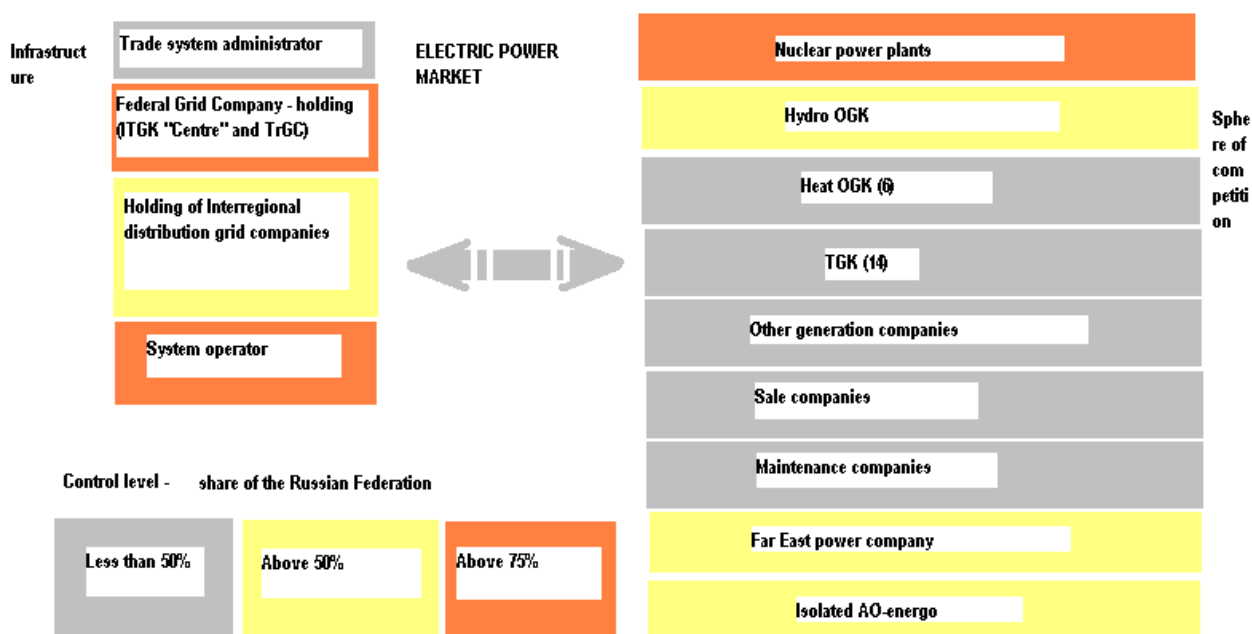 Infrastruct
ure
Trade system administrator
Federal Grid Company - holding
(ITGK "Centre" and TrGC)
Holding of Interregional
distribution grid companies
System operator
ELECTRIC POWER
MARKET
Nuclear power plants
Hydro OGK
Heat OGK (6)
TGK (14)
Other generation companies
Sale companies
Maintenance companies
Far East power company
Isolated AO-energo
Sphe
re of
com
petiti
on
Control level - share of the Russian Federation
Less than 50%
Above 50%
Above 75%